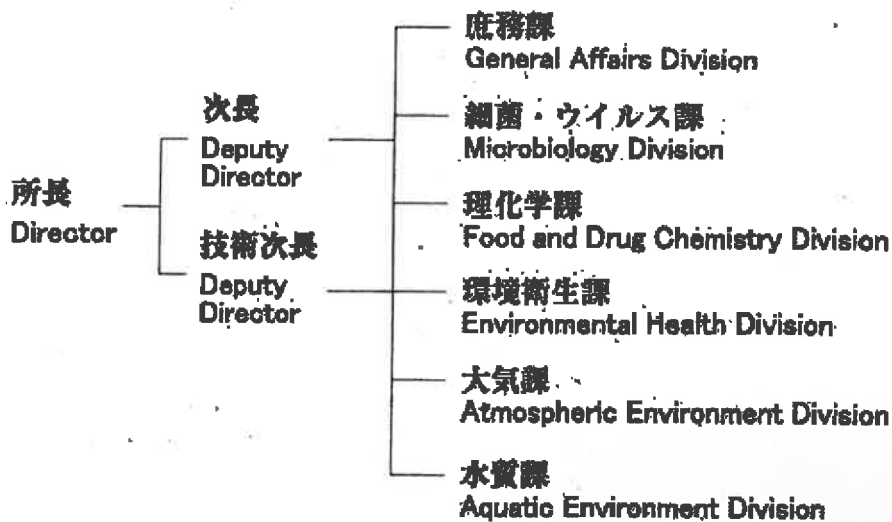 所長
Director
次長
Deputy
Director
技術次長
Deputy
Director
庶務課
General Affairs Division
細菌・ウイルス課
Microbiology Division
理化学課
Food and Drug Chemistry Division
環境衛生課
Environmental Health Division
大気課
Atmospheric Environment Division
水質課
Aquatic Environment Division